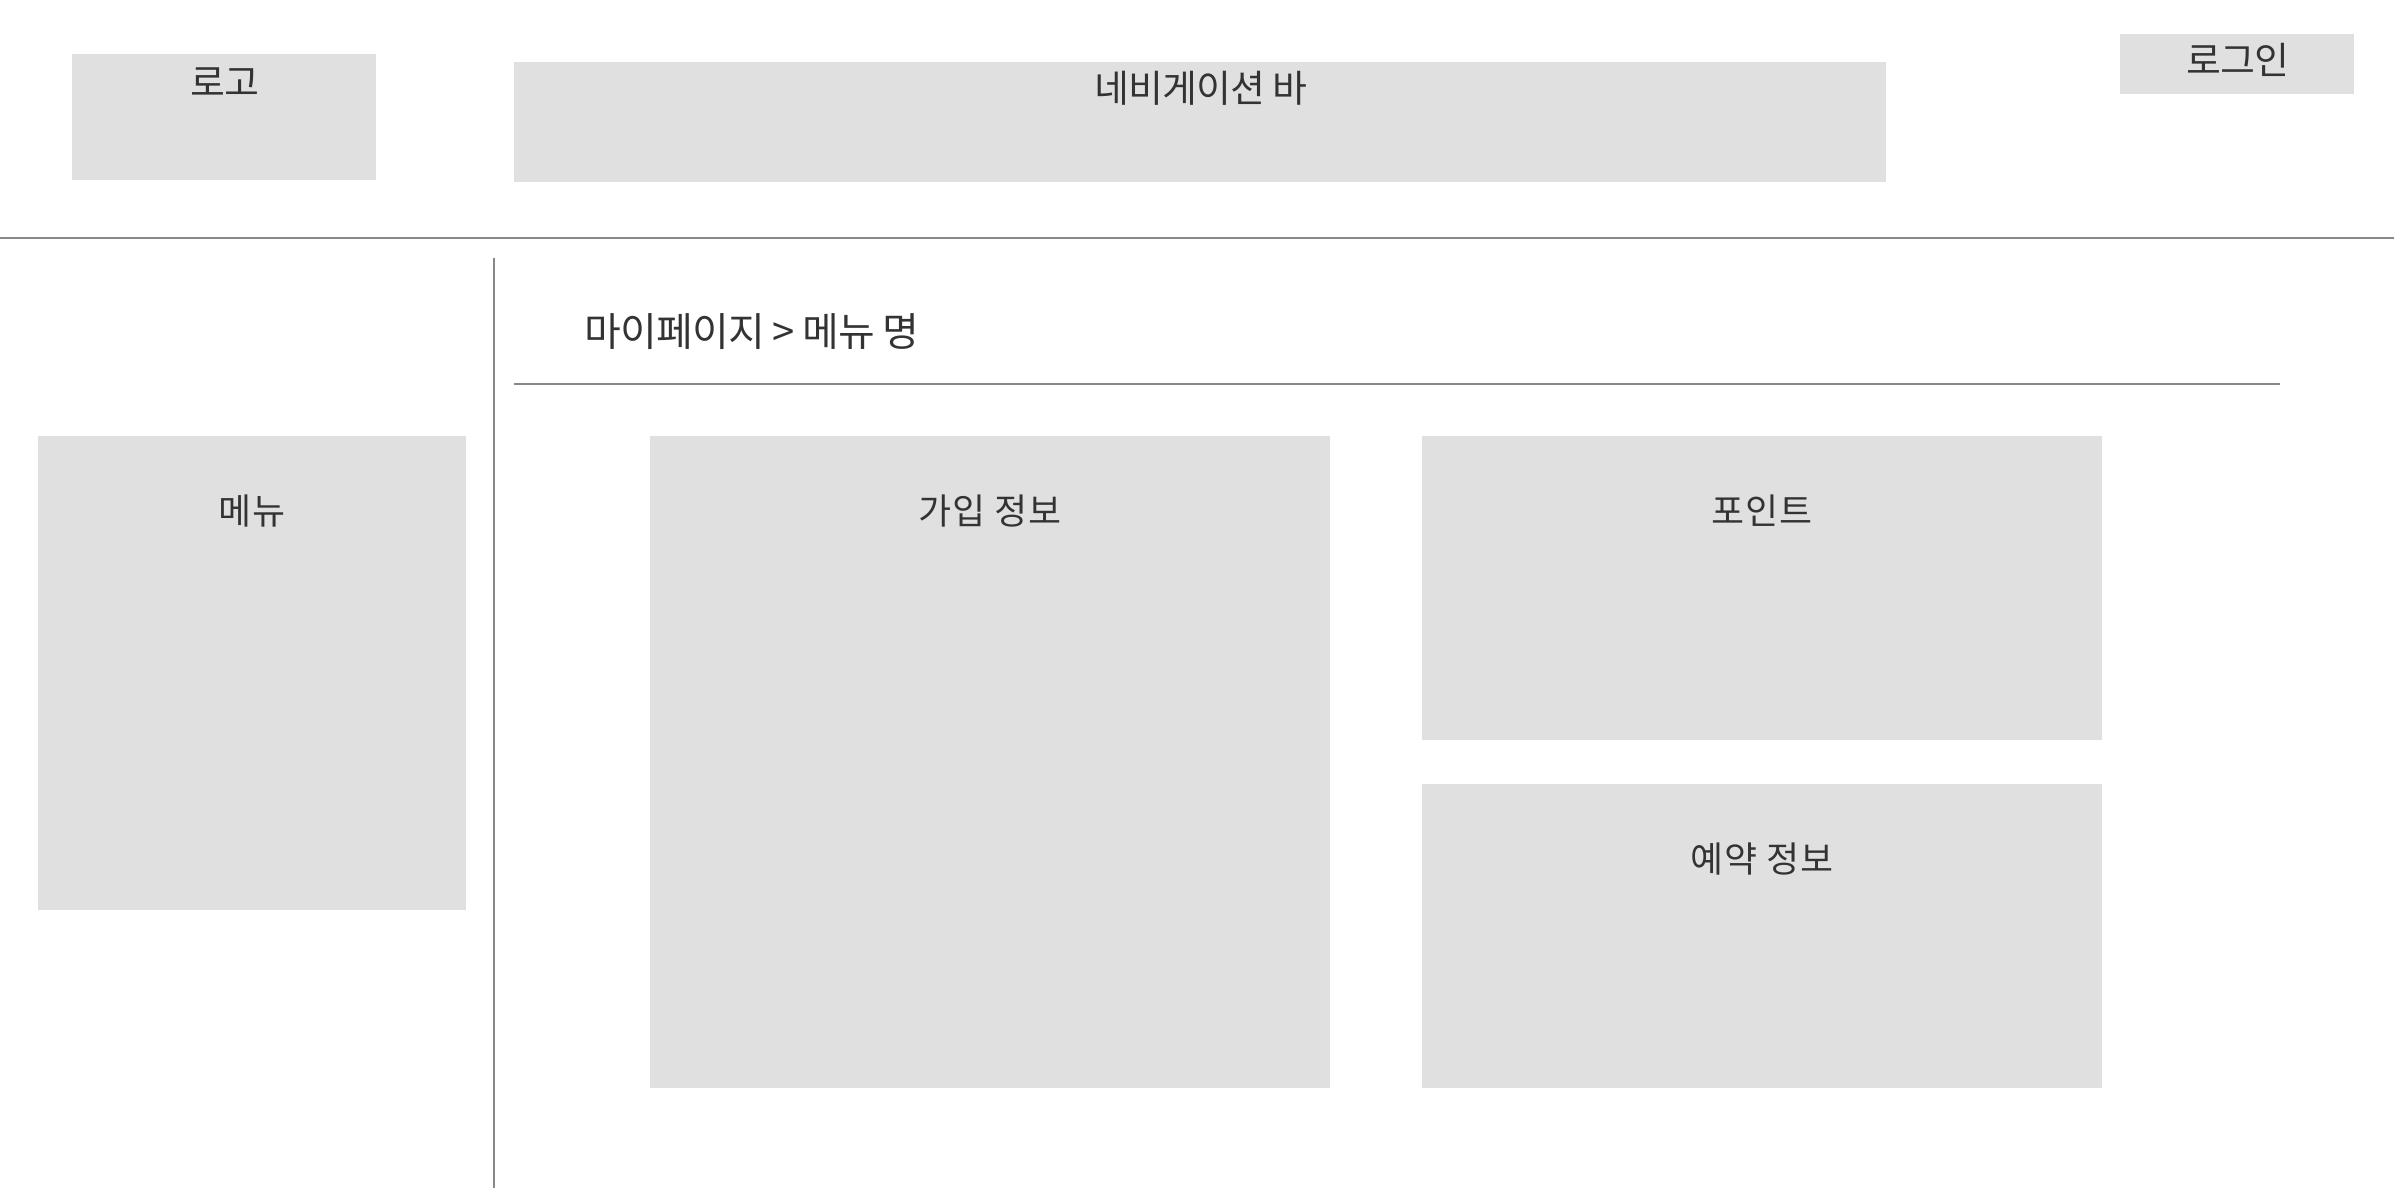 로고
네비게이션 바
로그인
마이페이지 > 메뉴 명
메뉴
가입 정보
포인트
예약 정보